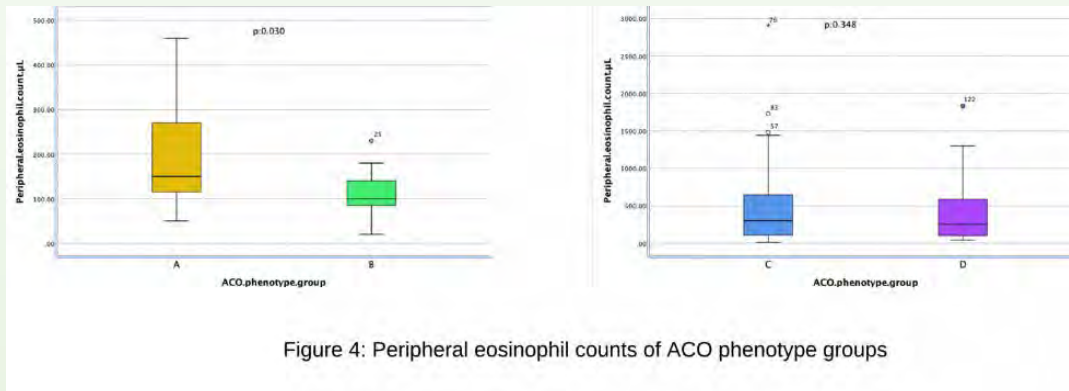 500.00
400.00
300.00
200.00
100.00
.00
Peripheral.eosinophil.count.µL
p:0.030
25
A
B
ACO.phenotype.group
3000.00
2500.00
2000.00
1500.00
1000.00
500.00
.00
Peripheral.eosinophil.count.µL
76
p:0.348
83
57
122
C
D
ACO.phenotype.group
Figure 4: Peripheral eosinophil counts of ACO phenotype groups